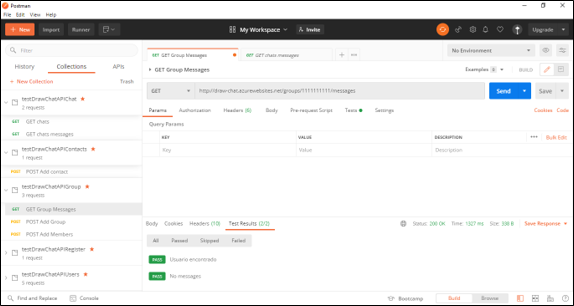 Postman
File Edit View Help
+ New
Import
Runner
My Workspace
Invite
Upgrade
Filter
History
Collections
APIs
+ New Collection
Trash
testDrawChatAPIChat
2 requests
GET Get chats
GET Get chats messages
testDrawChatAPIContacts
1 request
POST POST Add contacs
testDrawChatAPIGroup
3 requests
GET GET Group Messages
POST POST Add Group
POST POST Add Members
testDrawChatAPIRegister
1 request
testDrawChatAPIUsers
5 requests
GET GET Group Messages
GET GET chats messages
No Environment
GET Group Messages
Examples
BUILD
GET
http://draw-chat.azurewebsites.net/groups/1111111111/messages
Send
Save
Params
Authorization
Headers (6)
Body
Pre-request Script
Tests
Settings
Cookies
Code
Query Params
KEY
VALUE
DESCRIPTION
Bulk Edit
Key
Value
Description
Body
Cookies
Headers (10)
Test Results (2/2)
Status: 200 OK
Time: 1327 ms
Size: 338 B
Save Response
All
Passed
Skipped
Failed
PASS Usuario encontrado
PASS No messages
Find and Replace
Console
Bootcamp
Build
Browse